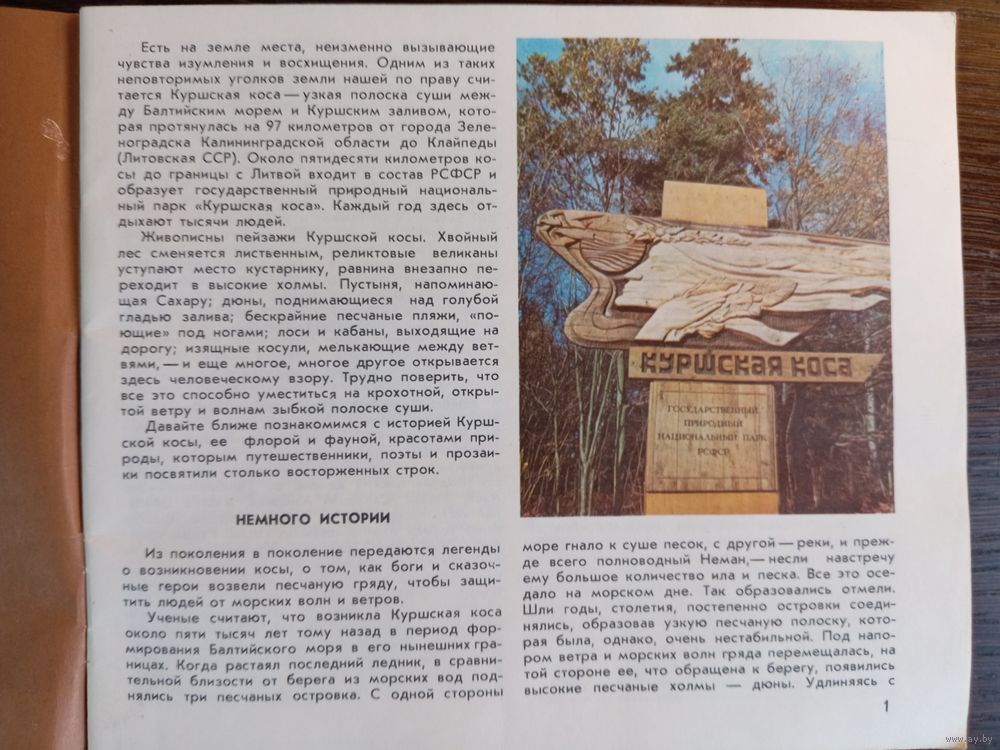 Есть на земле места, неизменно вызывающие
чувства изумления и восхищения. Одним из таких
неповторимых уголков земли нашей по праву счи-
тается Куршская коса — узкая полоска суши меж-
ду Балтийским морем и Куршским заливом, кото-
рая протянулась на 97 километров от города Зеле-
ноградска Калининградской области до Клайпеды
(Литовская ССР). Около пятидесяти километров ко-
сы до границы с Литвой входит в состав РСФСР и
образует государственный природный националь-
ный парк «Куршская коса». Каждый год здесь от-
дыхают тысячи людей.
Живописны пейзажи Куршской косы. Хвойный
лес сменяется лиственным, реликтовые великаны
уступают место кустарнику, равнина внезапно пе-
реходит в высокие холмы. Пустыня, напоминаю-
щая Сахару; дюны, поднимающиеся над голубой
гладью залива; бескрайние песчаные пляжи, «по-
ющие» под ногами; лоси и кабаны, выходящие на
дорогу; изящные косули, мелькающие между вет-
вями, — и еще многое, многое другое открывается
здесь человеческому взору. Трудно поверить, что
все это способно уместиться на крохотной, откры-
той ветру и волнам зыбкой полоске суши.
Давайте ближе познакомимся с историей Курш-
ской косы, ее флорой и фауной, красотами при-
роды, которым путешественники, поэты и прозаи-
ки посвятили столько восторженных строк.
НЕМНОГО ИСТОРИИ
Из поколения в поколение передаются легенды
о возникновении косы, о том, как боги и сказоч-
ные герои возвели песчаную гряду, чтобы защи-
тить людей от морских волн и ветров.
Ученые считают, что возникла Куршская коса
около пяти тысяч лет тому назад в период фор-
мирования Балтийского моря в его нынешних гра-
ницах. Когда растаял последний ледник, в сравни-
тельной близости от берега из морских вод под-
нялись три песчаных островка. С одной стороны
КУРШСКАЯ КОСА
ГОСУДАРСТВЕННЫЙ
ПРИРОДНЫЙ
НАЦИОНАЛЬНЫЙ ПАРК
РСФСР
море гнало к суше песок, с другой — реки, и преж-
де всего полноводный Неман, — несли навстречу
ему большое количество ила и песка. Все это осе-
дало на морском дне. Так образовались отмели.
Шли годы, столетия, постепенно островки соеди-
нялись, образовав узкую песчаную полоску, кото-
рая была, однако, очень нестабильной. Под напо-
ром ветра и морских волн гряда перемещалась, на
той стороне ее, что обращена к берегу, появились
высокие песчаные холмы — дюны. Удлиняясь с
1
www.ay.by